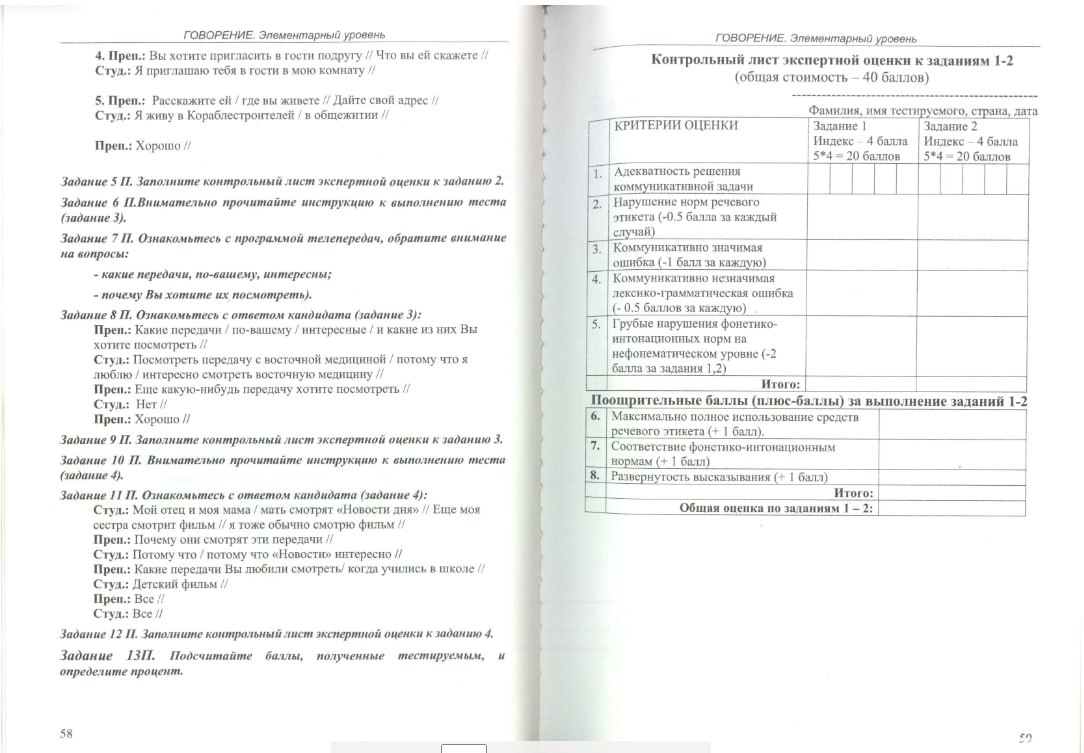 ГОВОРЕНИЕ. Элементарный уровень
4. Преп.: Вы хотите пригласить в гости подругу // Что вы ей скажете //
Студ.: Я приглашаю тебя в гости в мою комнату //
5. Преп.: Расскажите ей / где вы живете // Дайте свой адрес //
Студ.: Я живу в Кораблестроителей / в общежитии //
Преп.: Хорошо //
Задание 5 П. Заполните контрольный лист экспертной оценки к заданию 2.
Задание 6 П.Внимательно прочитайте инструкцию к выполнению теста
(задание 3).
Задание 7 П. Ознакомьтесь с программой телепередач, обратите внимание
на вопросы:
- какие передачи, по-вашему, интересны;
- почему Вы хотите их посмотреть).
Задание 8 П. Ознакомьтесь с ответом кандидата (задание 3):
Преп.: Какие передачи / по-вашему / интересные / и какие из них Вы
хотите посмотреть //
Студ.: Посмотреть передачу с восточной медициной / потому что я
люблю / интересно смотреть восточную медицину //
Преп.: Еще какую-нибудь передачу хотите посмотреть //
Студ.: Нет //
Преп.: Хорошо //
Задание 9 П. Заполните контрольный лист экспертной оценки к заданию 3.
Задание 10 П. Внимательно прочитайте инструкцию к выполнению теста
(задание 4).
Задание 11 П. Ознакомьтесь с ответом кандидата (задание 4):
Студ.: Мой отец и моя мама / мать смотрят «Новости дня» // Еще моя
сестра смотрит фильм // я тоже обычно смотрю фильм //
Преп.: Почему они смотрят эти передачи //
Студ.: Потому что / потому что «Новости» интересно //
Преп.: Какие передачи Вы любили смотреть/ когда учились в школе //
Студ.: Детский фильм //
Преп.: Все //
Студ.: Все //
Задание 12 П. Заполните контрольный лист экспертной оценки к заданию 4.
Задание 13П. Подсчитайте баллы, полученные тестируемым, и
определите процент.
58
ГОВОРЕНИЕ. Элементарный уровень
Контрольный лист экспертной оценки к заданиям 1-2
(общая стоимость – 40 баллов)
Фамилия, имя тестируемого, страна, дата
КРИТЕРИИ ОЦЕНКИ
Задание 1
Индекс – 4 балла
5*4 = 20 баллов
Задание 2
Индекс – 4 балла
5*4 = 20 баллов
1. Адекватность решения
коммуникативной задачи
2. Нарушение норм речевого
этикета (-0.5 балла за каждый
случай)
3. Коммуникативно значимая
ошибка (-1 балл за каждую)
4. Коммуникативно незначимая
лексико-грамматическая ошибка
(- 0.5 баллов за каждую)
5. Грубые нарушения фонетико-
интонационных норм на
нефонематическом уровне (-2
балла за задания 1,2)
Итого:
Поощрительные баллы (плюс-баллы) за выполнение заданий 1-2
6. Максимально полное использование средств
речевого этикета (+ 1 балл).
7. Соответствие фонетико-интонационным
нормам (+ 1 балл)
8. Развернутость высказывания (+ 1 балл)
Итого:
Общая оценка по заданиям 1 – 2:
59